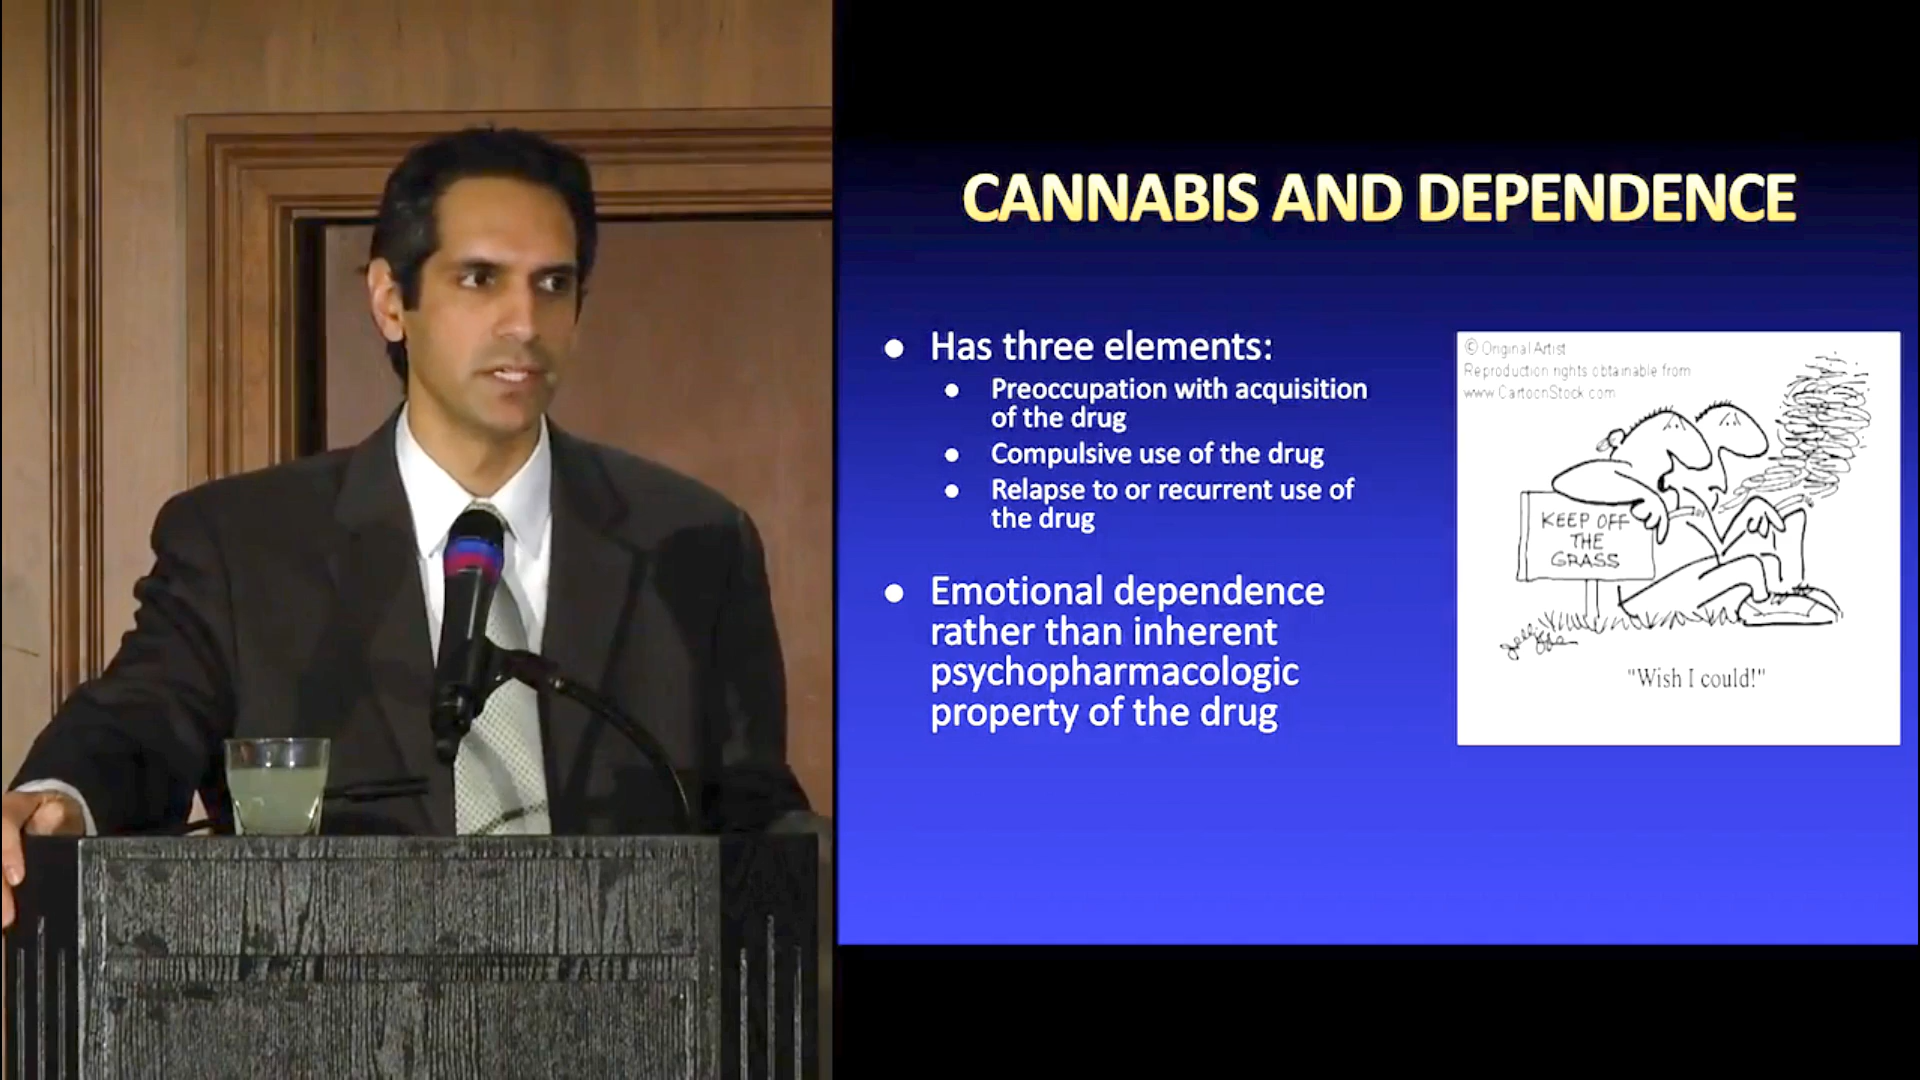 CANNABIS AND DEPENDENCE
● Has three elements:
● Preoccupation with acquisition
of the drug
● Compulsive use of the drug
● Relapse to or recurrent use of
the drug
● Emotional dependence
rather than inherent
psychopharmacologic
property of the drug
© Original Artist
Reproduction rights obtainable from
www.CartoonStock.com
KEEP OFF
THE
GRASS
"Wish I could!"